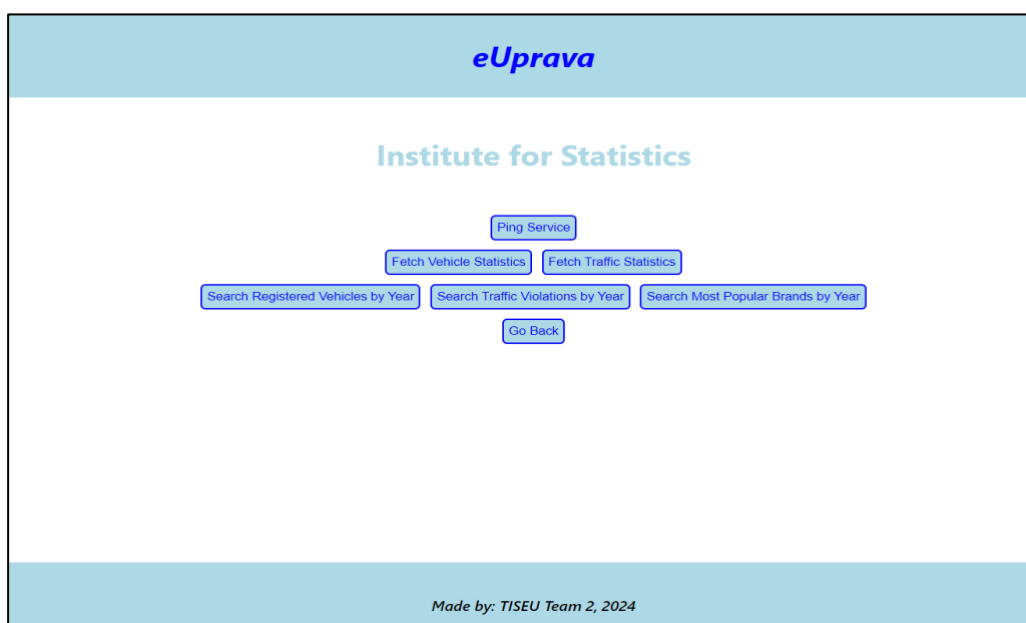 eUprava
Institute for Statistics
Ping Service
Fetch Vehicle Statistics Fetch Traffic Statistics
Search Registered Vehicles by Year Search Traffic Violations by Year Search Most Popular Brands by Year
Go Back
Made by: TISEU Team 2, 2024